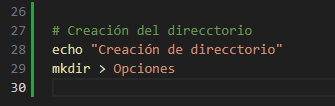 26
27 # Creación del direcctorio
28 echo "Creación de direcctorio"
29 mkdir > Opciones
30